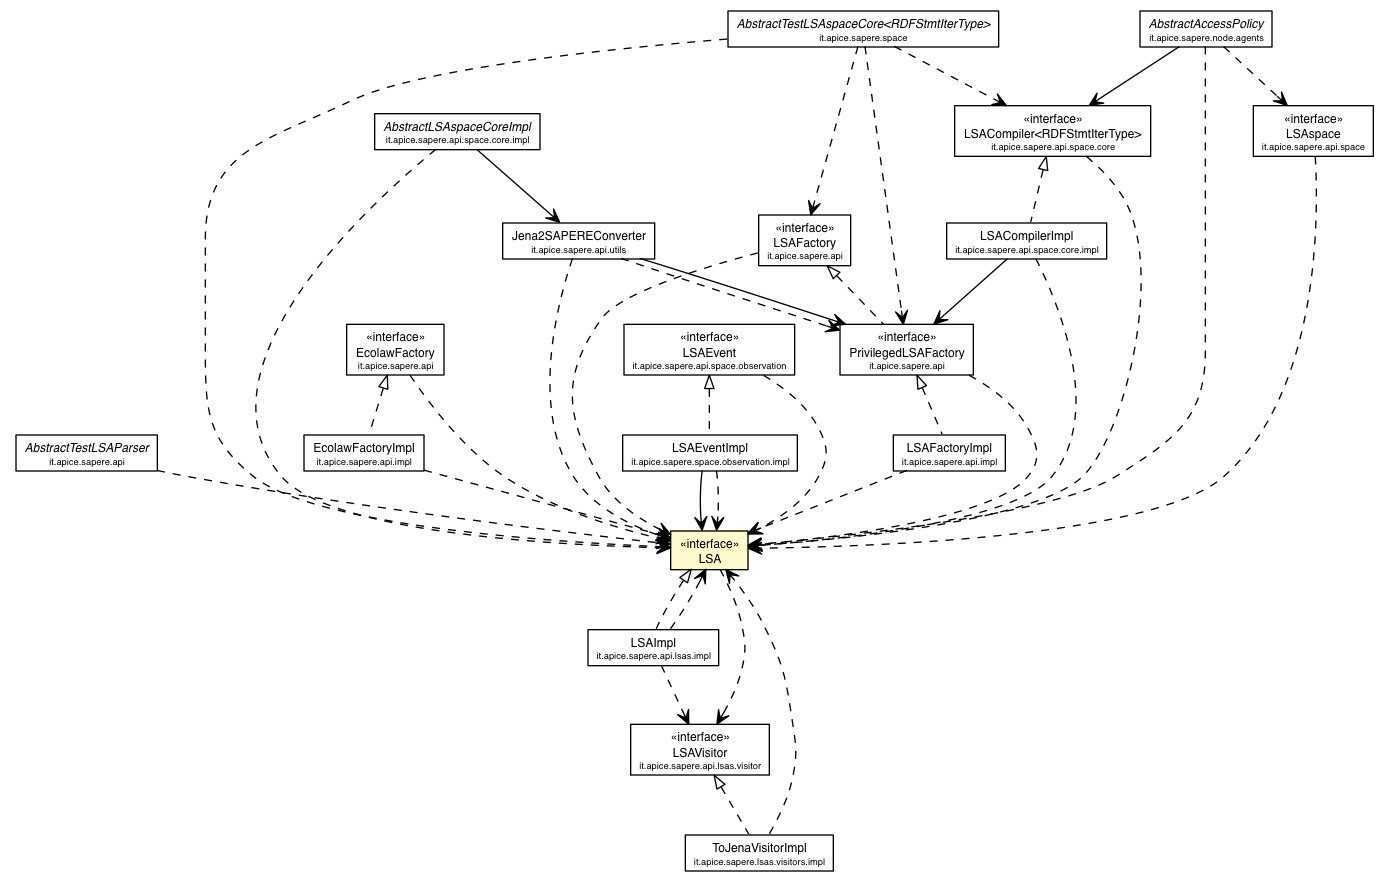 AbstractTestLSAspaceCore<RDFStmtIterType>
it.apice.sapere.space
AbstractAccessPolicy
it.apice.sapere.node.agents
AbstractLSAspaceCoreImpl
it.apice.sapere.api.space.core.impl
«interface»
LSACompiler<RDFStmtIterType>
it.apice.sapere.api.space.core
«interface»
LSAspace
it.apice.sapere.api.space
Jena2SAPEREConverter
it.apice.sapere.api.utils
«interface»
LSAFactory
it.apice.sapere.api
LSACompilerImpl
it.apice.sapere.api.space.core.impl
«interface»
EcolawFactory
it.apice.sapere.api
«interface»
LSAEvent
it.apice.sapere.api.space.observation
«interface»
PrivilegedLSAFactory
it.apice.sapere.api
AbstractTestLSAParser
it.apice.sapere.api
EcolawFactoryImpl
it.apice.sapere.api.impl
LSAEventImpl
it.apice.sapere.space.observation.impl
LSAFactoryImpl
it.apice.sapere.api.impl
«interface»
LSA
LSAImpl
it.apice.sapere.api.lsas.impl
«interface»
LSAVisitor
it.apice.sapere.api.lsas.visitor
ToJenaVisitorImpl
it.apice.sapere.lsas.visitors.impl